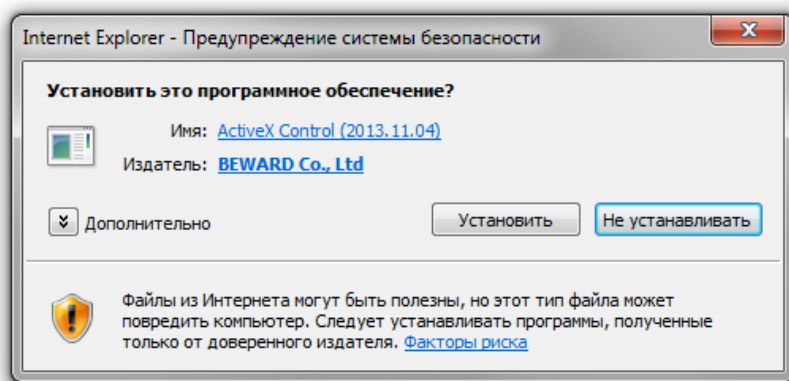 Internet Explorer - Предупреждение системы безопасности
Установить это программное обеспечение?
Имя: ActiveX Control (2013.11.04)
Издатель: BEWARD Co., Ltd
Дополнительно
Установить
Не устанавливать
Файлы из Интернета могут быть полезны, но этот тип файла может
повредить компьютер. Следует устанавливать программы, полученные
только от доверенного издателя. Факторы риска